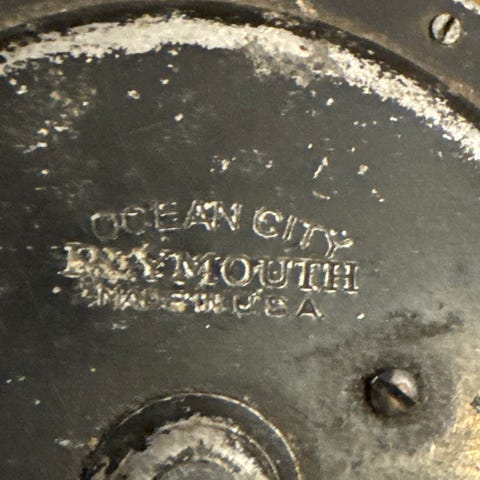 OCEAN CITY
PLYMOUTH
MADE IN U S A